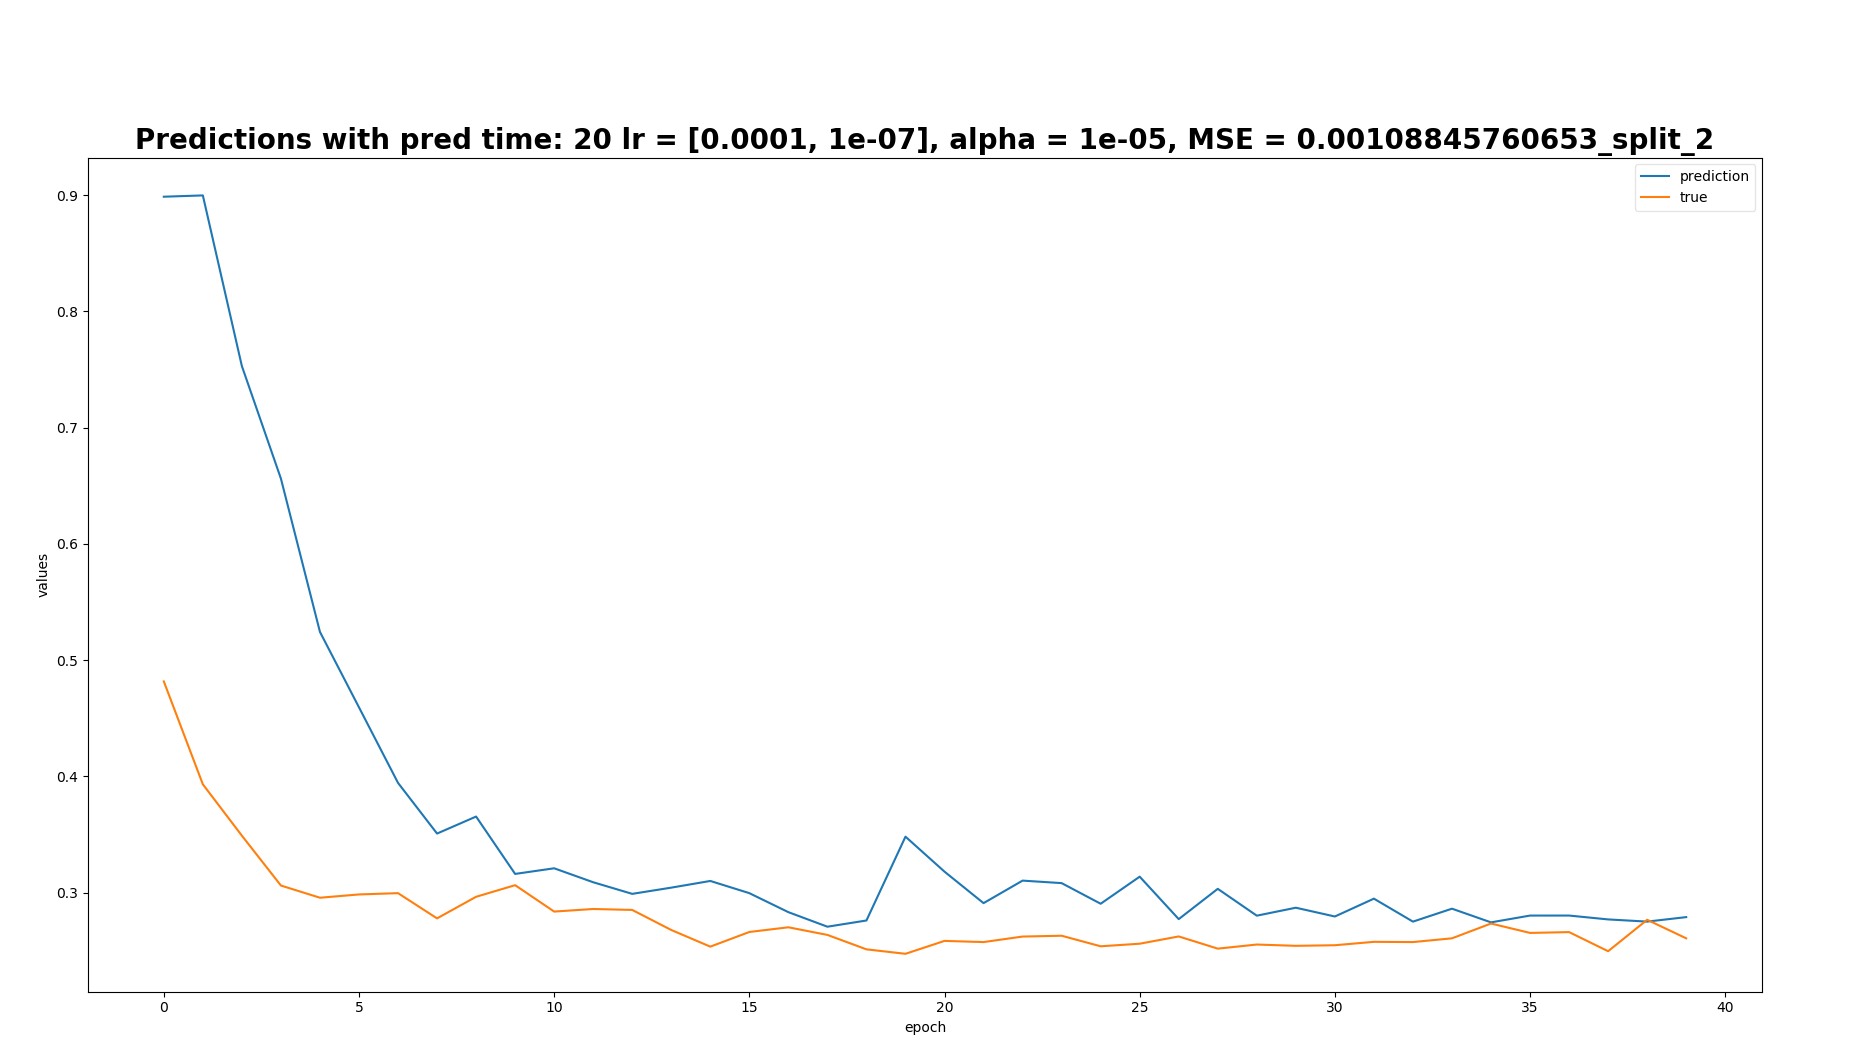 Predictions with pred time: 20 lr = [0.0001, 1e-07], alpha = 1e-05, MSE = 0.00108845760653_split_2
prediction
true
0.9
0.8
0.7
0.6
0.5
0.4
0.3
values
0 5 10 15 20 25 30 35 40
epoch